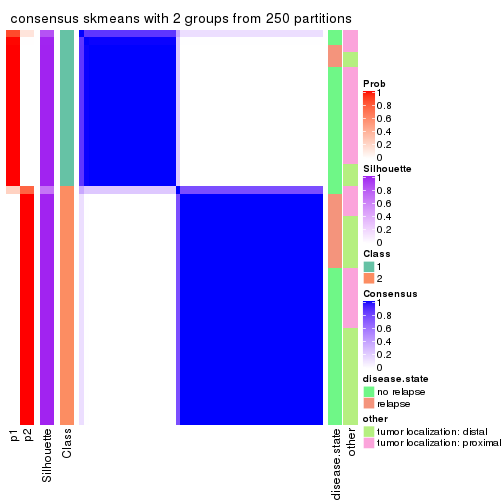 consensus skmeans with 2 groups from 250 partitions
Prob
1
0.8
0.6
0.4
0.2
0
Silhouette
1
0.8
0.6
0.4
0.2
0
Class
1
2
Consensus
1
0.8
0.6
0.4
0.2
0
disease.state
no relapse
relapse
other
tumor localization: distal
tumor localization: proximal
p1
p2
Silhouette
Class
disease.state
other